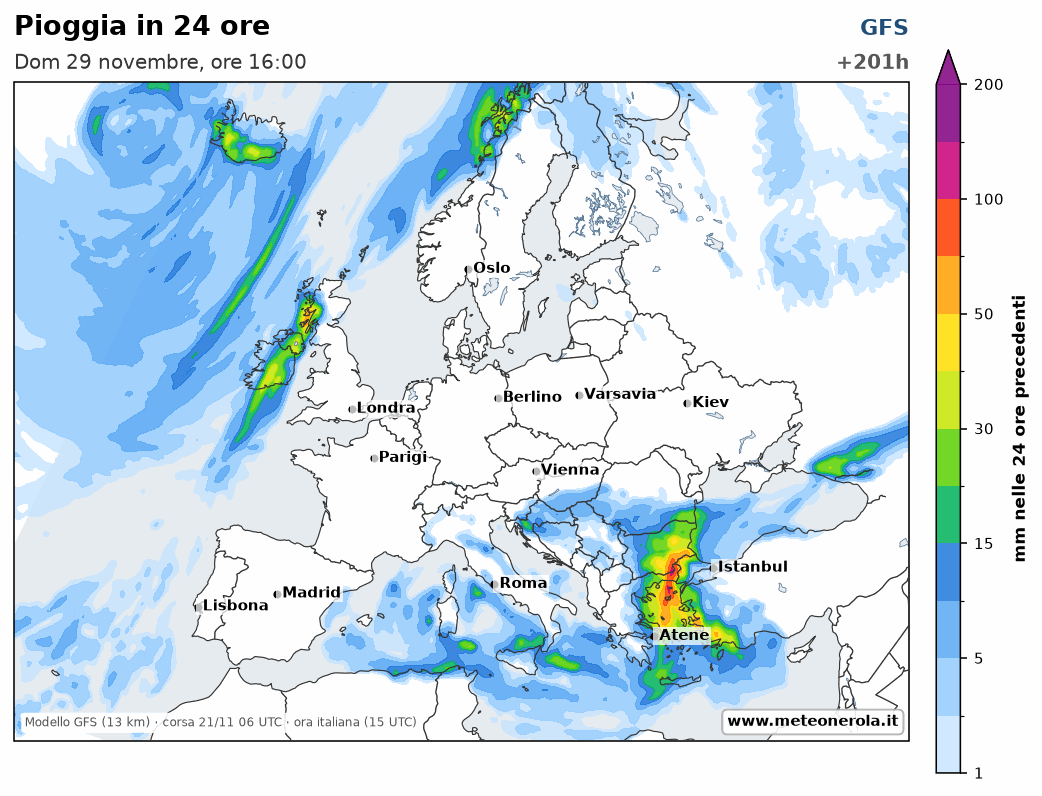 Pioggia in 24 ore
GFS
Dom 29 novembre, ore 16:00
+201h
200
100
50
30
15
5
1
mm nelle 24 ore precedenti
Oslo
Londra
Berlino
Varsavia
Kiev
Parigi
Vienna
Istanbul
Roma
Madrid
Lisbona
Atene
Modello GFS (13 km) · corsa 21/11 06 UTC · ora italiana (15 UTC)
www.meteonerola.it